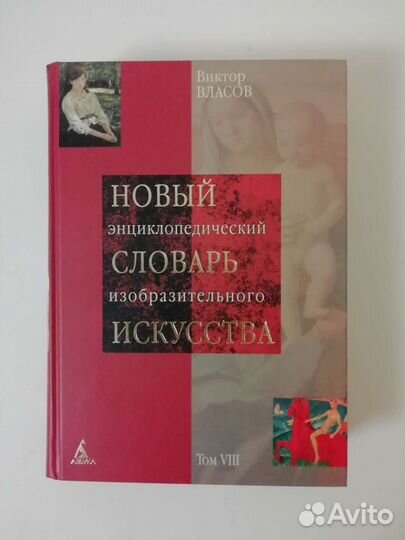 Виктор
ВЛАСОВ
НОВЫЙ
энциклопедический
СЛОВАРЬ
изобразительного
ИСКУССТВА
АЗБУКА
Том VIII
Avito